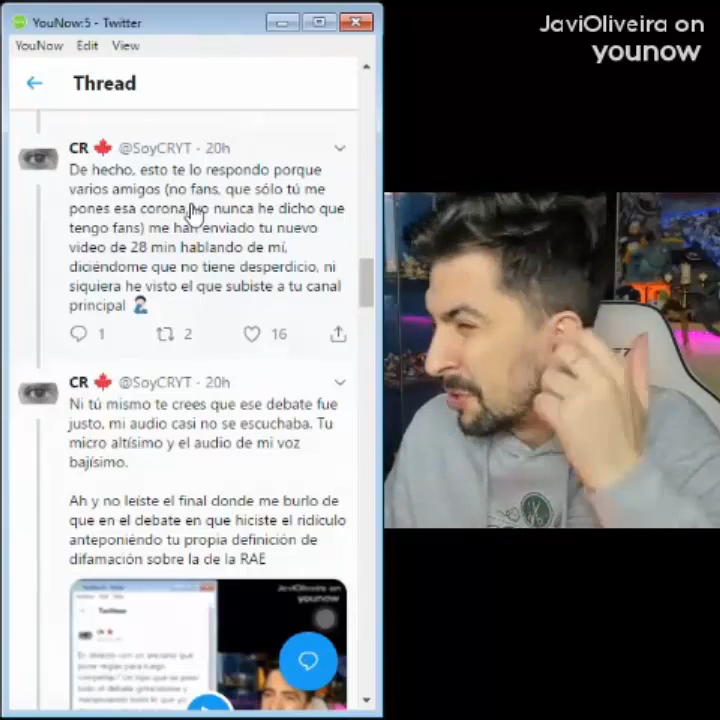 YouNow:5 - Twitter
JaviOliveira on
younow
YouNow Edit View
Thread
CR @SoyCRYT · 20h
De hecho, esto te lo respondo porque
varios amigos (no fans, que sólo tú me
pones esa corona, yo nunca he dicho que
tengo fans) me han enviado tu nuevo
video de 28 min hablando de mí,
diciéndome que no tiene desperdicio, ni
siquiera he visto el que subiste a tu canal
principal
1 2 16
CR @SoyCRYT · 20h
Ni tú mismo te crees que ese debate fue
justo, mi audio casi no se escuchaba. Tu
micro altísimo y el audio de mi voz
bajísimo.
Ah y no leíste el final donde me burlo de
que en el debate en que hiciste el ridículo
anteponiéndo tu propia definición de
difamación sobre la de la RAE
JaviOliveira on
younow